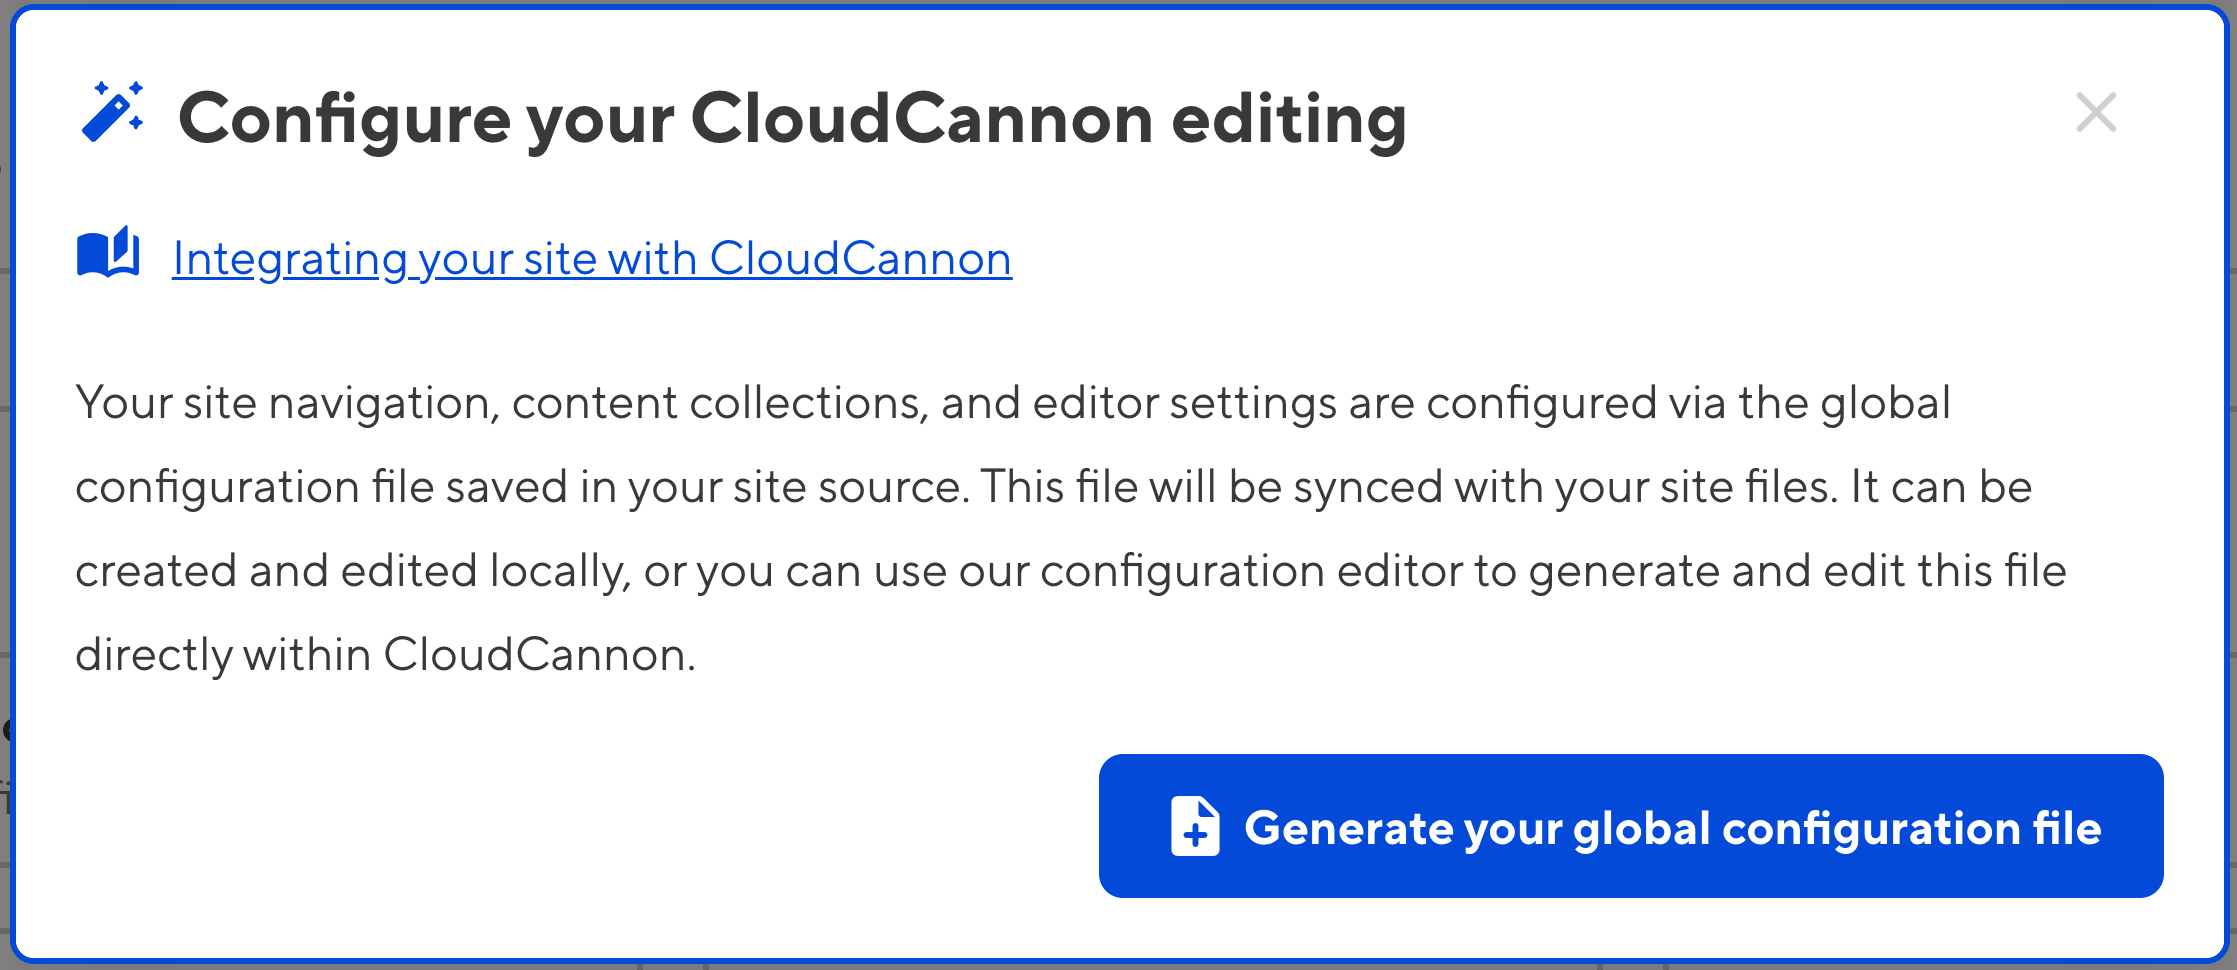 Configure your CloudCannon editing
Integrating your site with CloudCannon
Your site navigation, content collections, and editor settings are configured via the global
configuration file saved in your site source. This file will be synced with your site files. It can be
created and edited locally, or you can use our configuration editor to generate and edit this file
directly within CloudCannon.
Generate your global configuration file